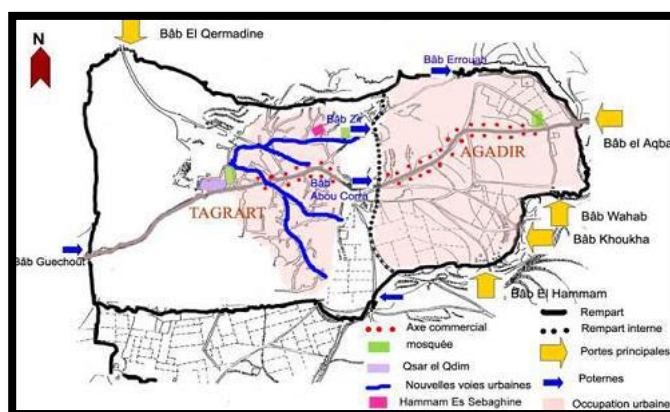 Bâb El Qermadine
N
Bâb Errouah
Bâb Zir
AGADIR
Bâb el Aqba
Bâb
Abou Corra
TAGRART
Bâb Wahab
Bâb Khoukha
Bâb Guechout
Bâb El Hammam
Axe commercial
mosquée
Qsar el Qdim
Nouvelles voies urbaines
Hammam Es Sebaghine
Rempart
Rempart interne
Portes principales
Poternes
Occupation urbaine